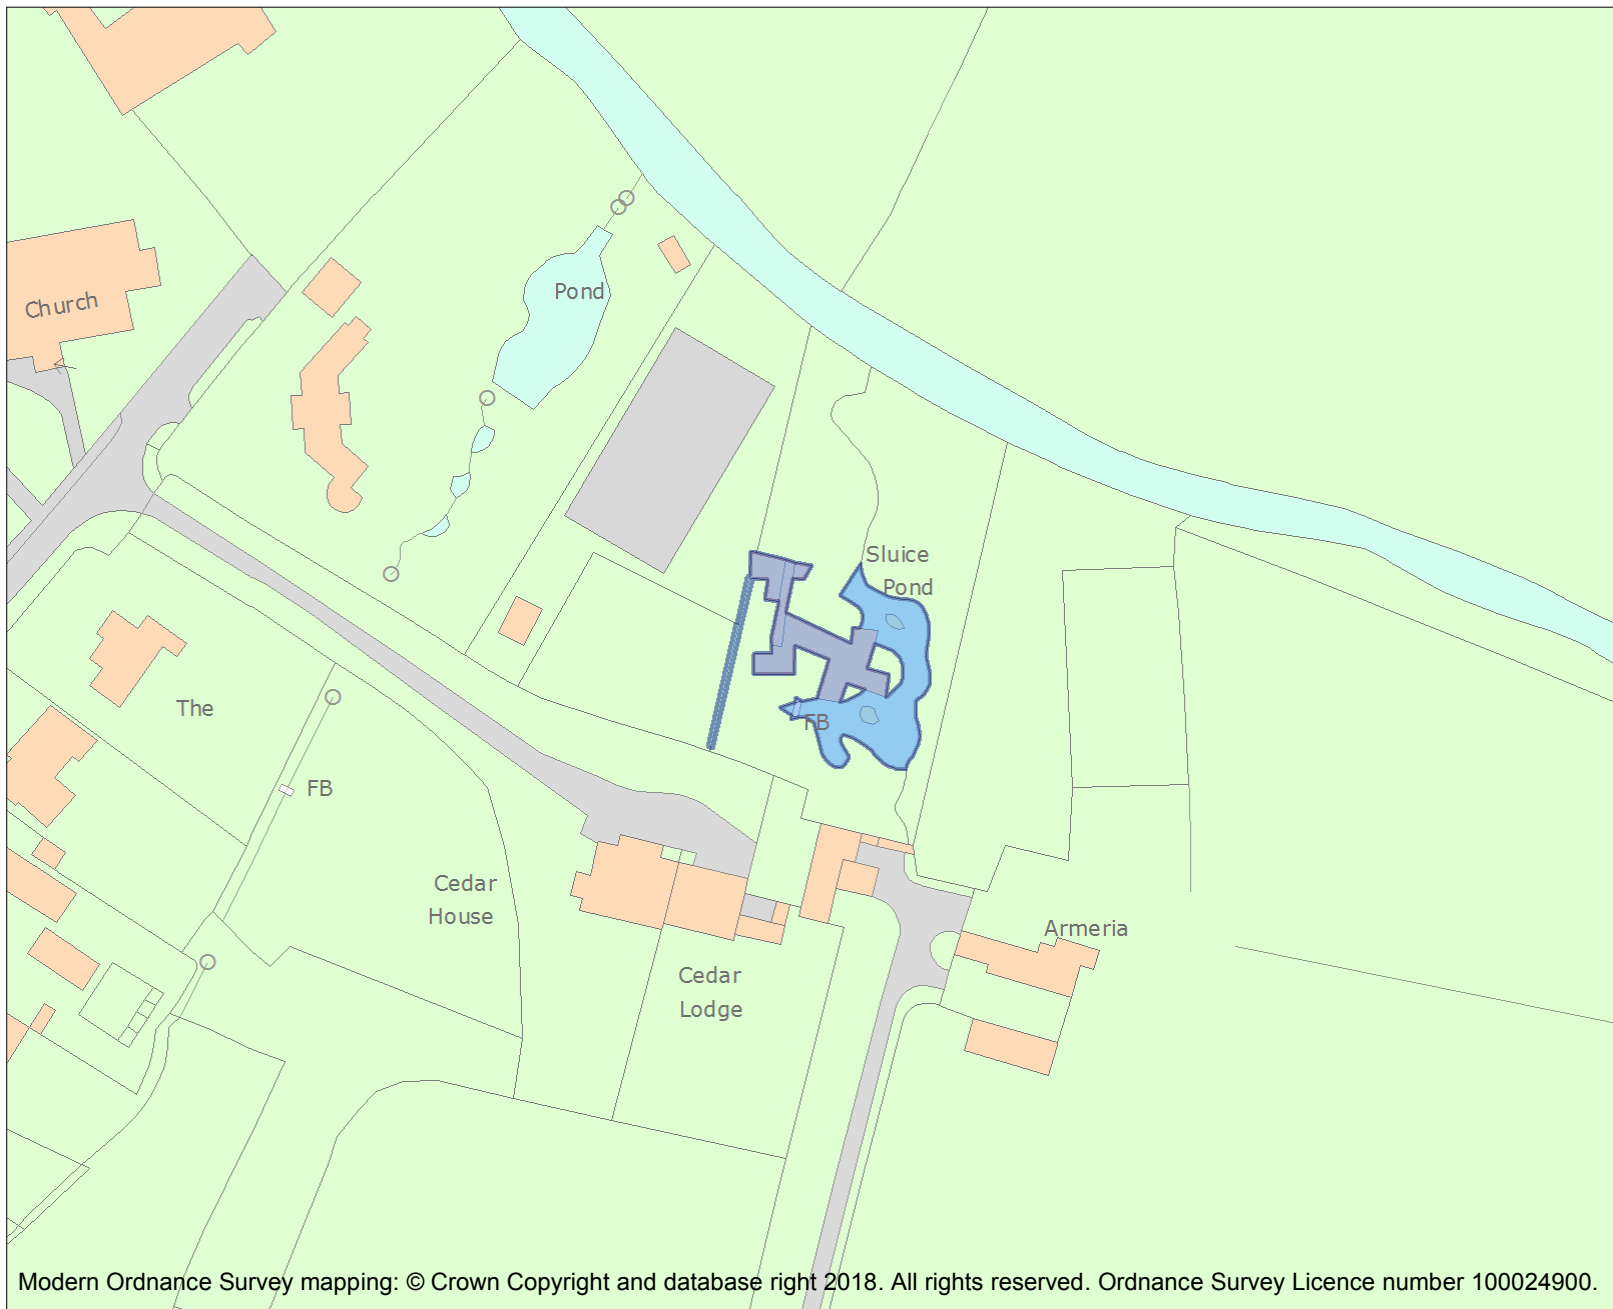 Church
Pond
Sluice
Pond
The
FB
FB
Cedar
House
Armeria
Cedar
Lodge
Modern Ordnance Survey mapping: © Crown Copyright and database right 2018. All rights reserved. Ordnance Survey Licence number 100024900.